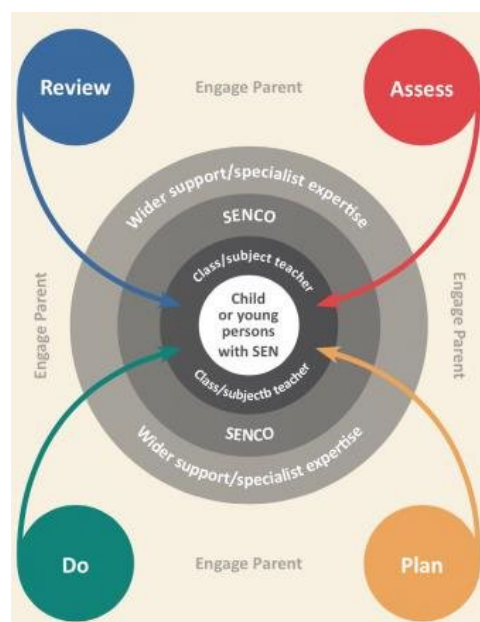 Review
Engage Parent
Assess
Wider support/specialist expertise
SENCO
Class/subject teacher
Engage Parent
Child
or young
persons
with SEN
Engage Parent
Class/subjectb teacher
SENCO
Wider support/specialist expertise
Do
Engage Parent
Plan